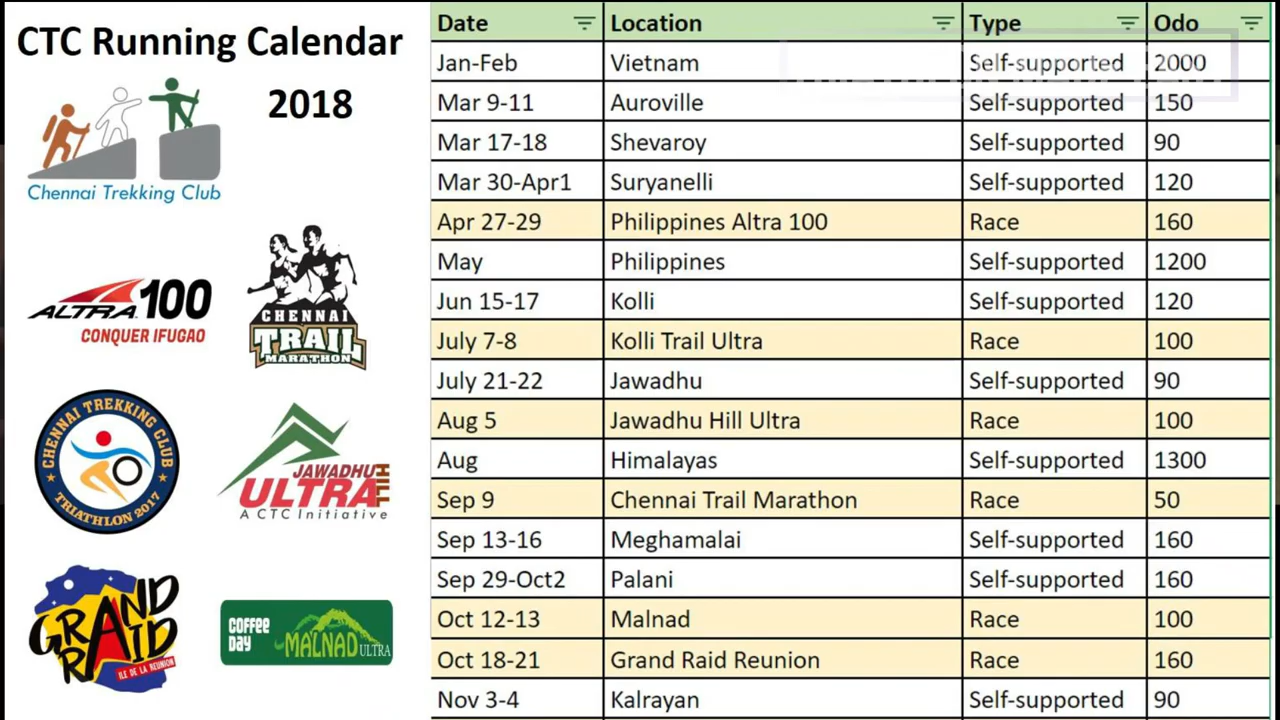 CTC Running Calendar
2018
Chennai Trekking Club
ALTRA 100
CONQUER IFUGAO
CHENNAI
TRAIL
MARATHON
CHENNAI TREKKING CLUB
TRIATHLON 2017
JAWADHU
HILL
ULTRA
A CTC Initiative
GRAND
RAID
ILE DE LA REUNION
COFFEE
DAY
MALNAD
ULTRA
Date Location Type Odo
Jan-Feb Vietnam Self-supported 2000
Mar 9-11 Auroville Self-supported 150
Mar 17-18 Shevaroy Self-supported 90
Mar 30-Apr1 Suryanelli Self-supported 120
Apr 27-29 Philippines Altra 100 Race 160
May Philippines Self-supported 1200
Jun 15-17 Kolli Self-supported 120
July 7-8 Kolli Trail Ultra Race 100
July 21-22 Jawadhu Self-supported 90
Aug 5 Jawadhu Hill Ultra Race 100
Aug Himalayas Self-supported 1300
Sep 9 Chennai Trail Marathon Race 50
Sep 13-16 Meghamalai Self-supported 160
Sep 29-Oct2 Palani Self-supported 160
Oct 12-13 Malnad Race 100
Oct 18-21 Grand Raid Reunion Race 160
Nov 3-4 Kalrayan Self-supported 90